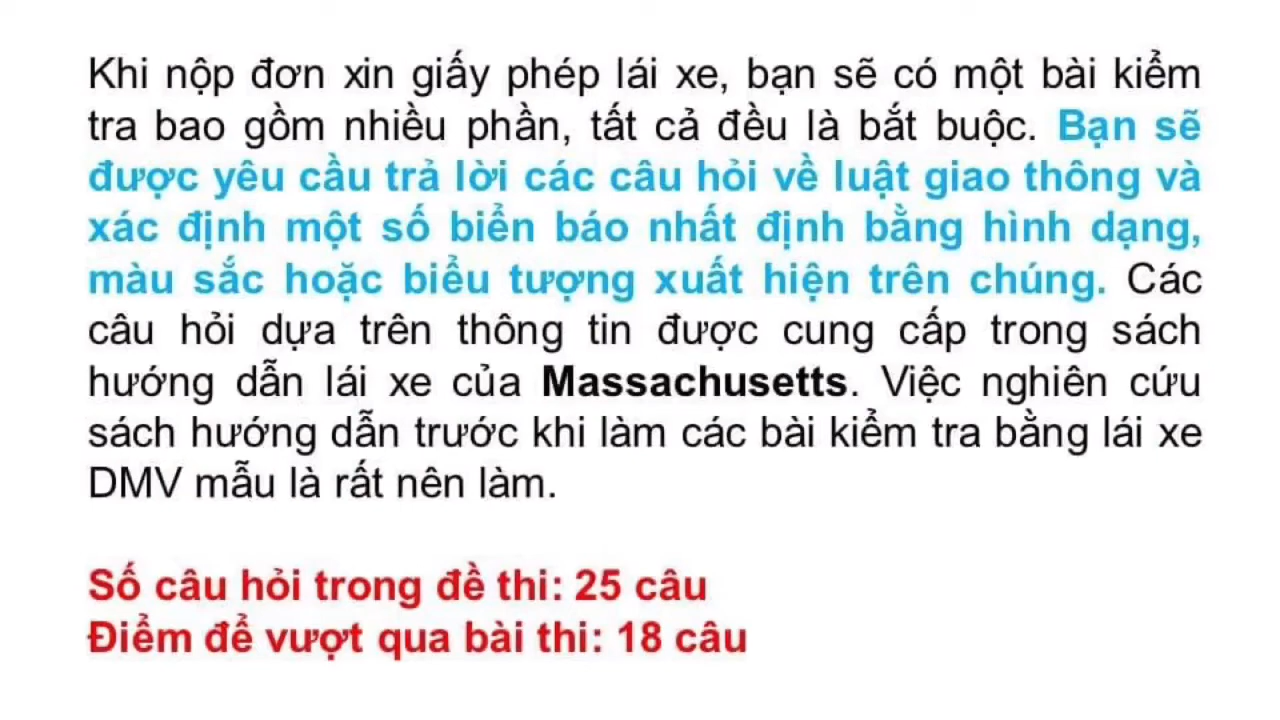 Khi nộp đơn xin giấy phép lái xe, bạn sẽ có một bài kiểm
tra bao gồm nhiều phần, tất cả đều là bắt buộc. Bạn sẽ
được yêu cầu trả lời các câu hỏi về luật giao thông và
xác định một số biển báo nhất định bằng hình dạng,
màu sắc hoặc biểu tượng xuất hiện trên chúng. Các
câu hỏi dựa trên thông tin được cung cấp trong sách
hướng dẫn lái xe của Massachusetts. Việc nghiên cứu
sách hướng dẫn trước khi làm các bài kiểm tra bằng lái xe
DMV mẫu là rất nên làm.
Số câu hỏi trong đề thi: 25 câu
Điểm để vượt qua bài thi: 18 câu